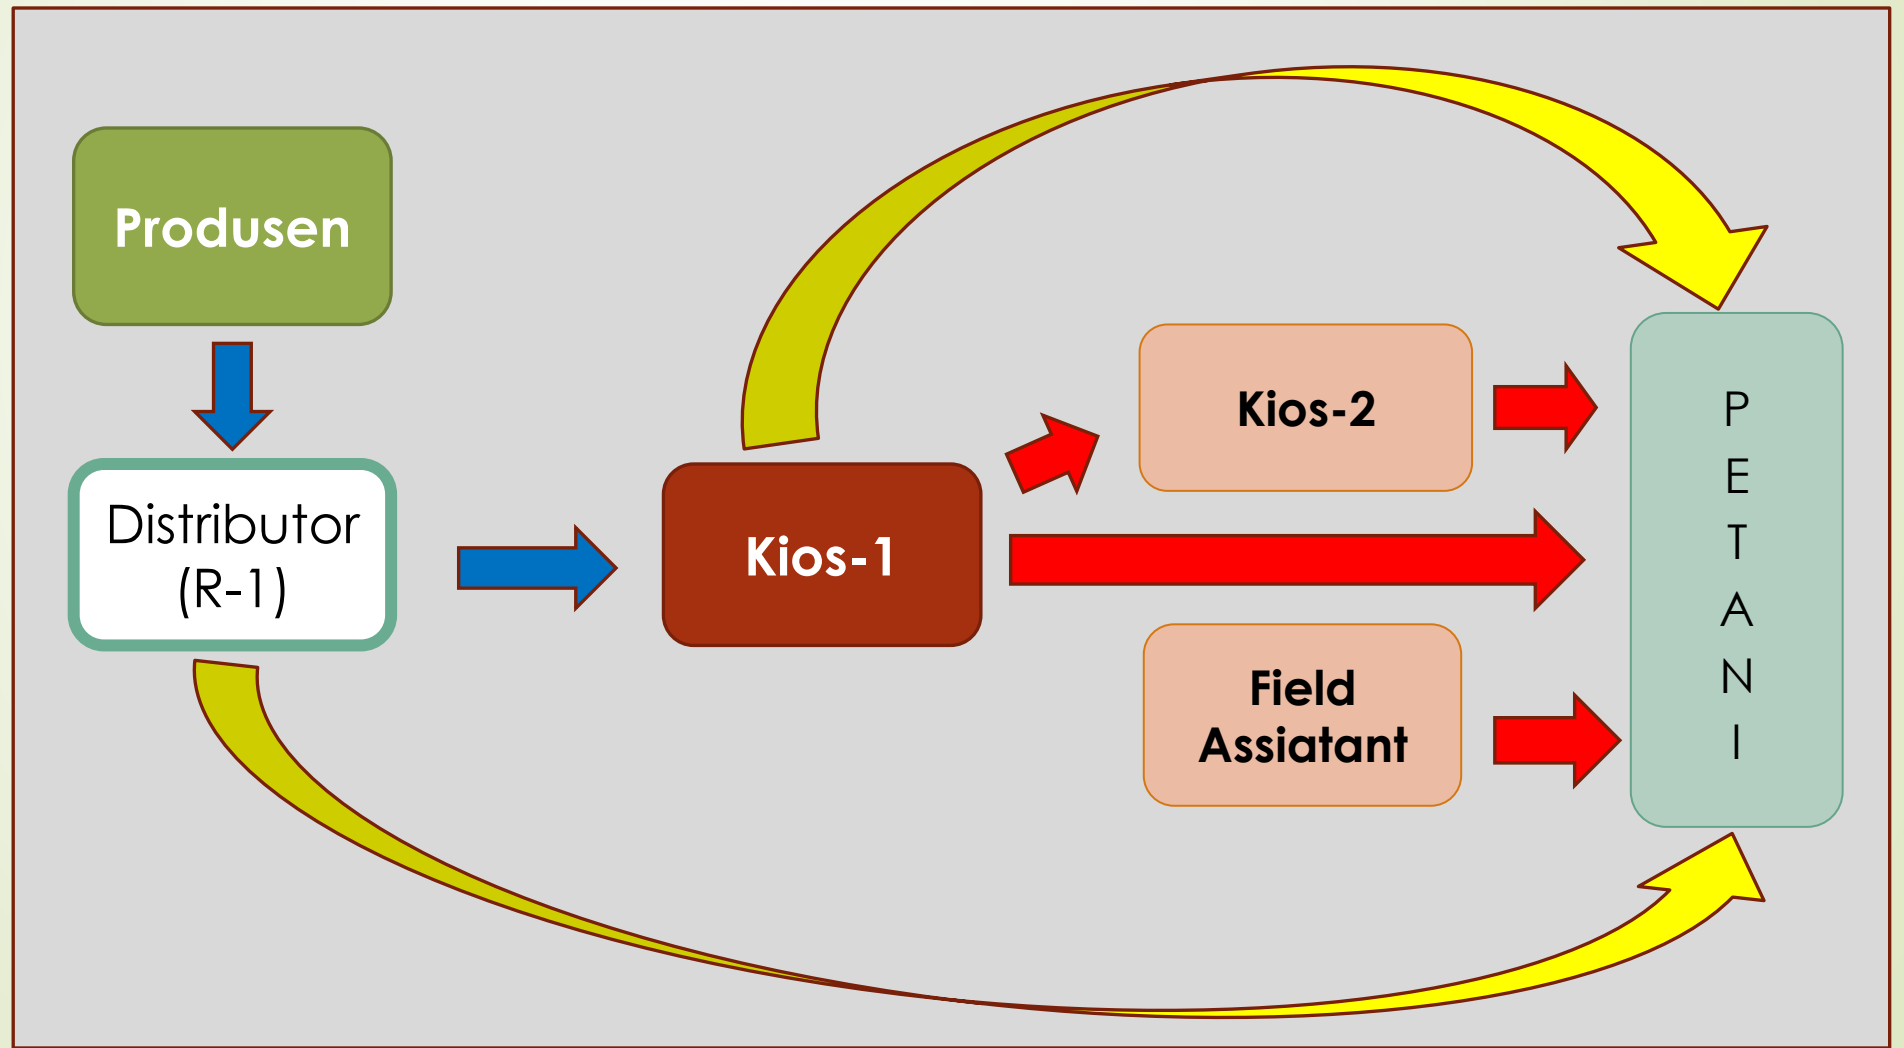 Produsen
Distributor
(R-1)
Kios-1
Kios-2
Field
Assiatant
P
E
T
A
N
I